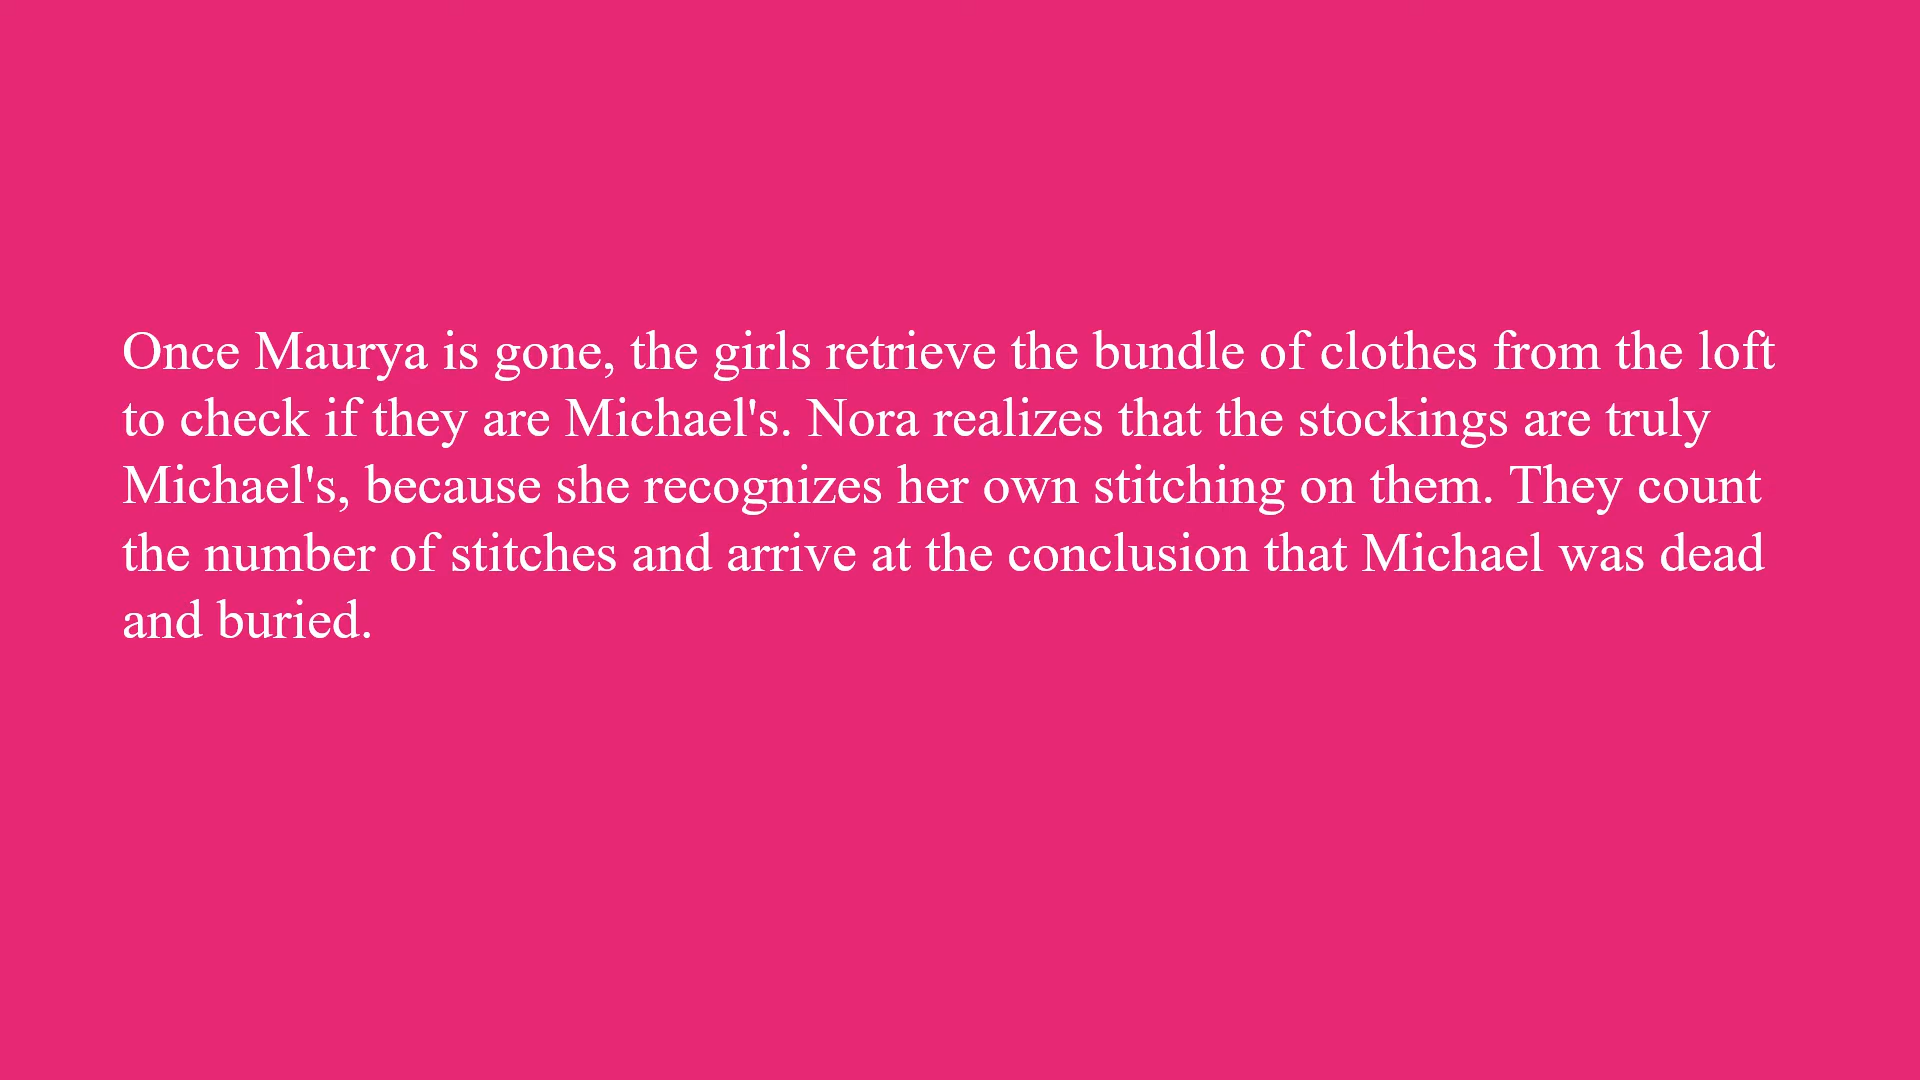 Once Maurya is gone, the girls retrieve the bundle of clothes from the loft
to check if they are Michael's. Nora realizes that the stockings are truly
Michael's, because she recognizes her own stitching on them. They count
the number of stitches and arrive at the conclusion that Michael was dead
and buried.